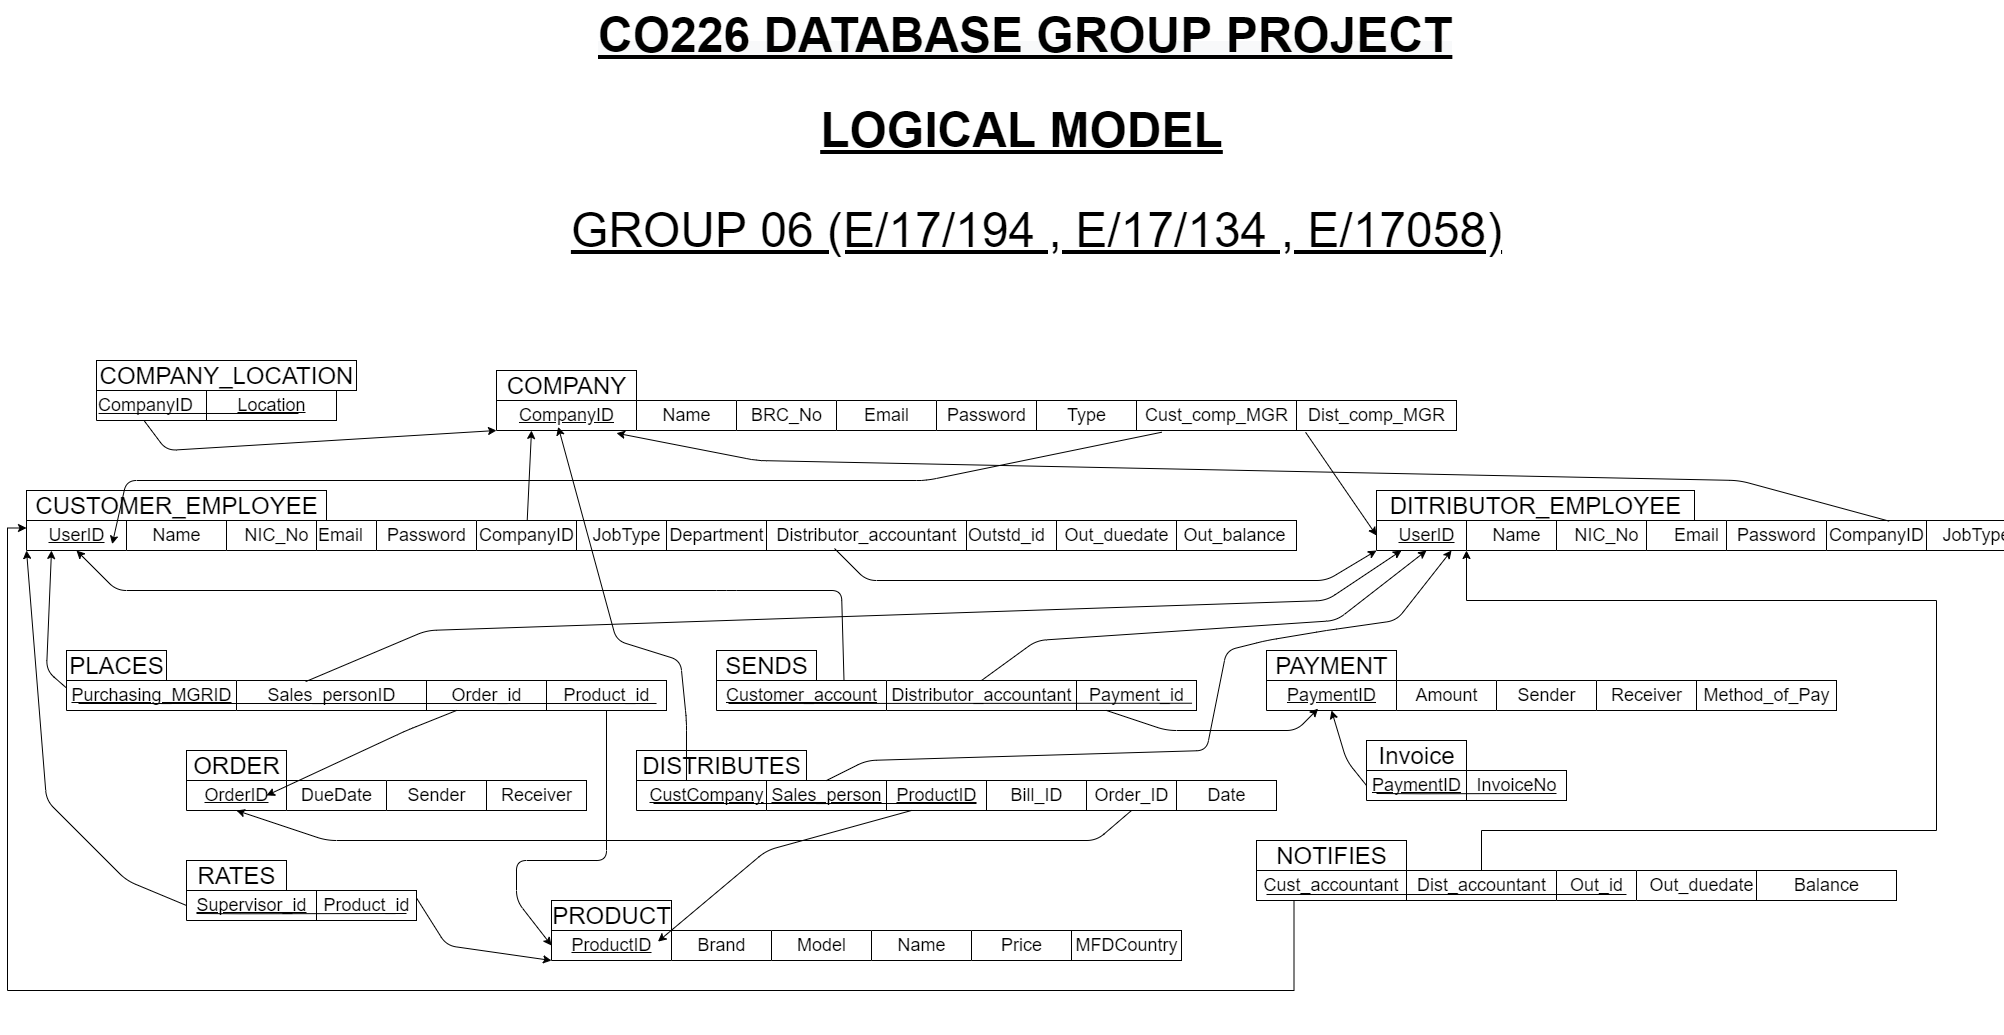 CO226 DATABASE GROUP PROJECT
LOGICAL MODEL
GROUP 06 (E/17/194 , E/17/134 , E/17058)
COMPANY_LOCATION
CompanyID Location
COMPANY
CompanyID Name BRC_No Email Password Type Cust_comp_MGR Dist_comp_MGR
CUSTOMER_EMPLOYEE
UserID Name NIC_No Email Password CompanyID JobType Department Distributor_accountant Outstd_id Out_duedate Out_balance
DITRIBUTOR_EMPLOYEE
UserID Name NIC_No Email Password CompanyID JobType
PLACES
Purchasing_MGRID Sales_personID Order_id Product_id
SENDS
Customer_account Distributor_accountant Payment_id
PAYMENT
PaymentID Amount Sender Receiver Method_of_Pay
ORDER
OrderID DueDate Sender Receiver
DISTRIBUTES
CustCompany Sales_person ProductID Bill_ID Order_ID Date
Invoice
PaymentID InvoiceNo
RATES
Supervisor_id Product_id
NOTIFIES
Cust_accountant Dist_accountant Out_id Out_duedate Balance
PRODUCT
ProductID Brand Model Name Price MFDCountry